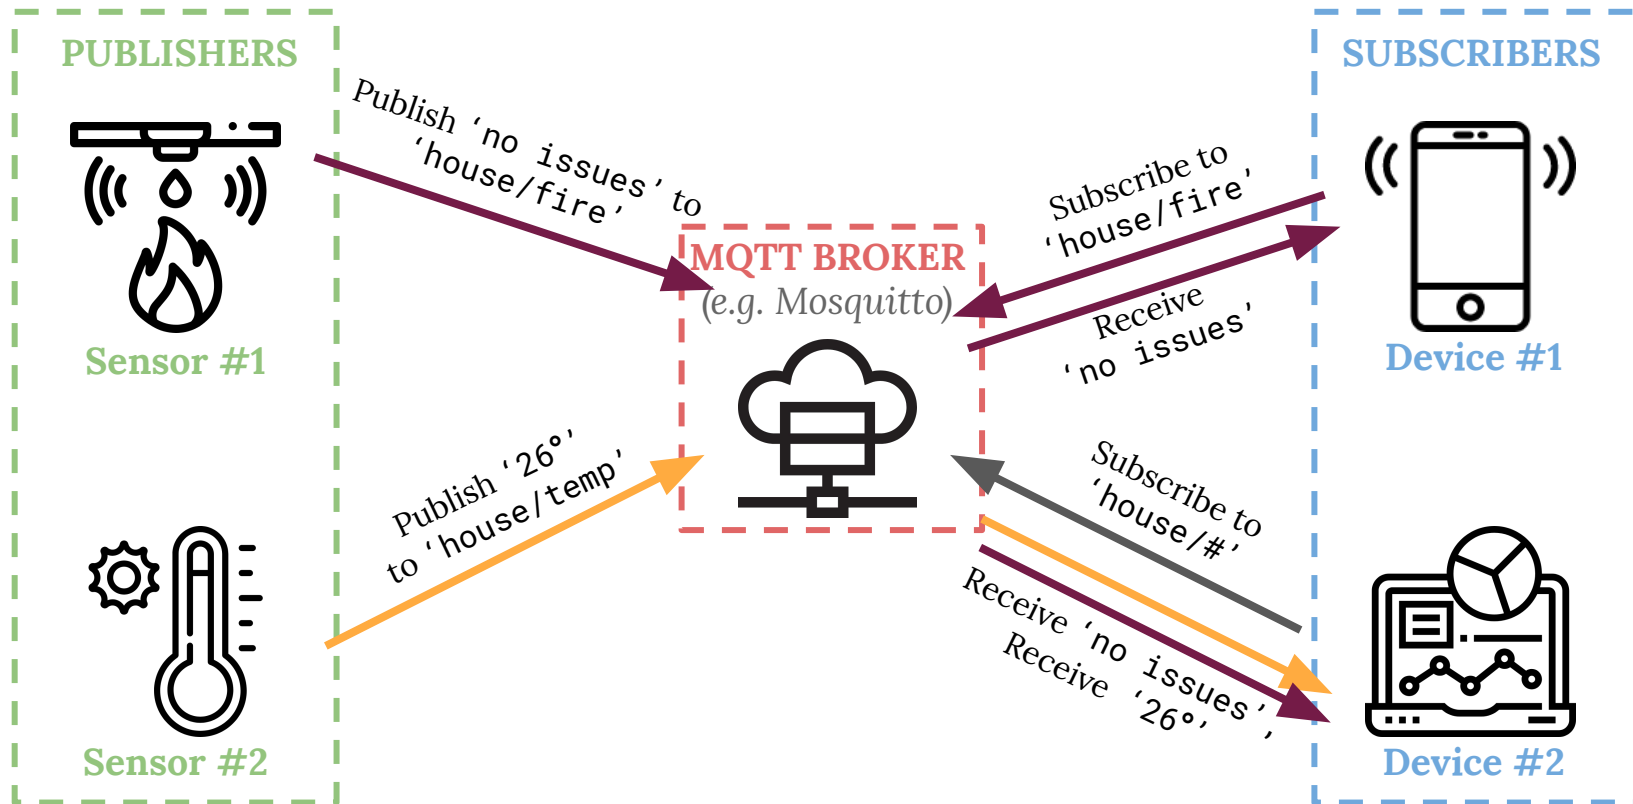 PUBLISHERS
Publish ‘no issues’ to
‘house/fire’
Sensor #1
Publish ‘26°’
to ‘house/temp’
Sensor #2
MQTT BROKER
(e.g. Mosquitto)
SUBSCRIBERS
Subscribe to
‘house/fire’
Receive
‘no issues’
Device #1
Subscribe to
‘house/#’
Receive ‘no issues’,
Receive ‘26°’
Device #2